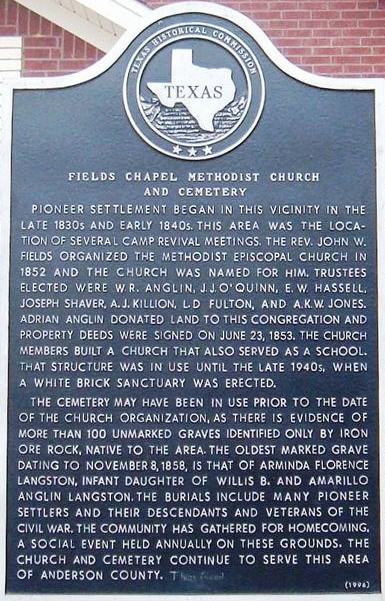 TEXAS HISTORICAL COMMISSION
TEXAS
FIELDS CHAPEL METHODIST CHURCH
AND CEMETERY
PIONEER SETTLEMENT BEGAN IN THIS VICINITY IN THE
LATE 1830s AND EARLY 1840s. THIS AREA WAS THE LOCA-
TION OF SEVERAL CAMP REVIVAL MEETINGS. THE REV. JOHN W.
FIELDS ORGANIZED THE METHODIST EPISCOPAL CHURCH IN
1852 AND THE CHURCH WAS NAMED FOR HIM. TRUSTEES
ELECTED WERE W.R. ANGLIN, J.J. O'QUINN, E.W. HASSELL,
JOSEPH SHAVER, A.J. KILLION, L.D FULTON, AND A.K.W. JONES.
ADRIAN ANGLIN DONATED LAND TO THIS CONGREGATION AND
PROPERTY DEEDS WERE SIGNED ON JUNE 23, 1853. THE CHURCH
MEMBERS BUILT A CHURCH THAT ALSO SERVED AS A SCHOOL.
THAT STRUCTURE WAS IN USE UNTIL THE LATE 1940s, WHEN
A WHITE BRICK SANCTUARY WAS ERECTED.
THE CEMETERY MAY HAVE BEEN IN USE PRIOR TO THE DATE
OF THE CHURCH ORGANIZATION, AS THERE IS EVIDENCE OF
MORE THAN 100 UNMARKED GRAVES IDENTIFIED ONLY BY IRON
ORE ROCK, NATIVE TO THE AREA. THE OLDEST MARKED GRAVE
DATING TO NOVEMBER 8, 1858, IS THAT OF ARMINDA FLORENCE
LANGSTON, INFANT DAUGHTER OF WILLIS B. AND AMARILLO
ANGLIN LANGSTON. THE BURIALS INCLUDE MANY PIONEER
SETTLERS AND THEIR DESCENDANTS AND VETERANS OF THE
CIVIL WAR. THE COMMUNITY HAS GATHERED FOR HOMECOMING,
A SOCIAL EVENT HELD ANNUALLY ON THESE GROUNDS. THE
CHURCH AND CEMETERY CONTINUE TO SERVE THIS AREA
OF ANDERSON COUNTY.
(1996)